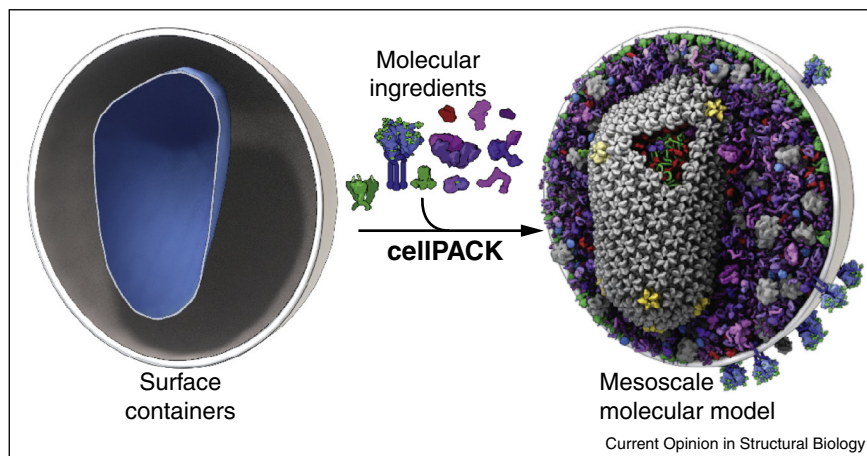 Molecular
ingredients
cellPACK
Surface
containers
Mesoscale
molecular model
Current Opinion in Structural Biology